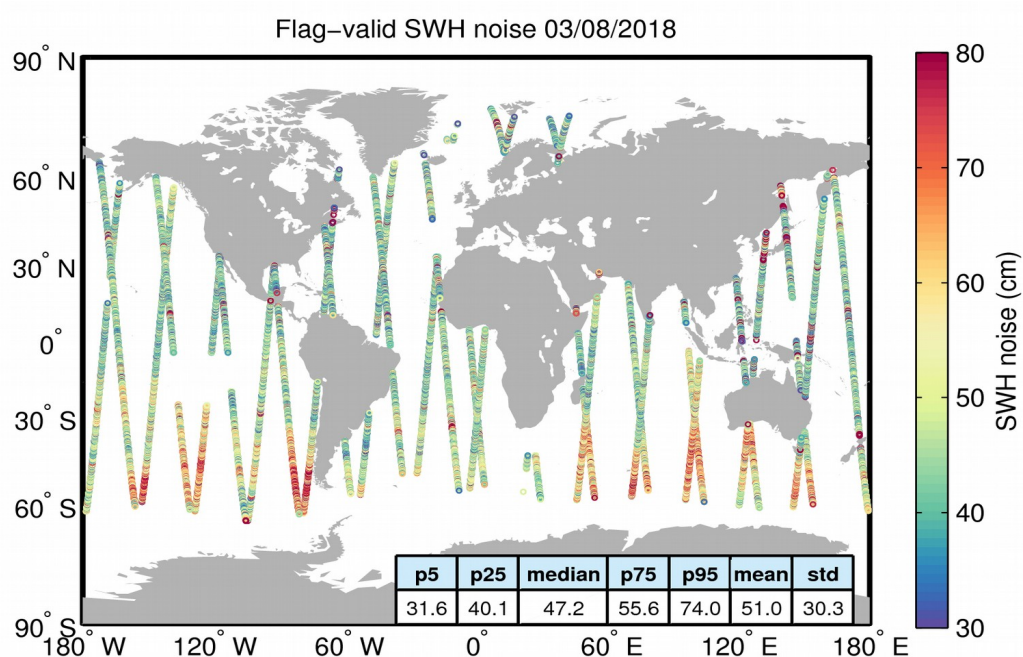 Flag−valid SWH noise 03/08/2018
90° N
60° N
30° N
0°
30° S
60° S
90° S
180° W
120° W
60° W
0°
60° E
120° E
180° E
p5 p25 median p75 p95 mean std
31.6 40.1 47.2 55.6 74.0 51.0 30.3
80
70
60
50
40
30
SWH noise (cm)